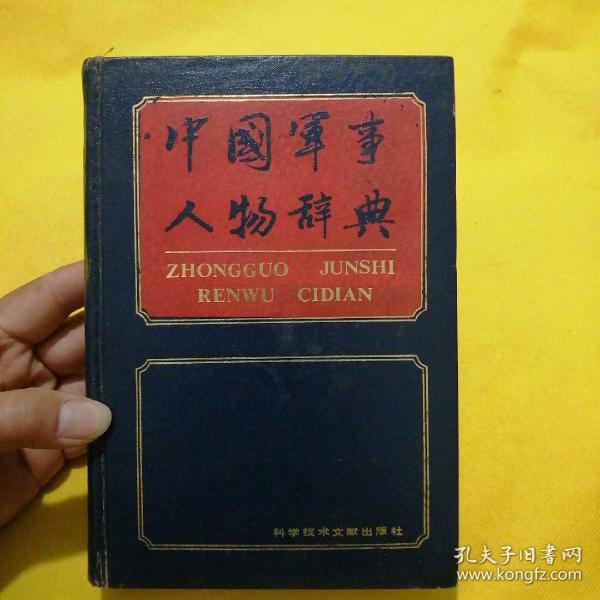 中國軍事
人物辞典
ZHONGGUO JUNSHI
RENWU CIDIAN
科学技术文献出版社
孔夫子旧書网
www.kongfz.com